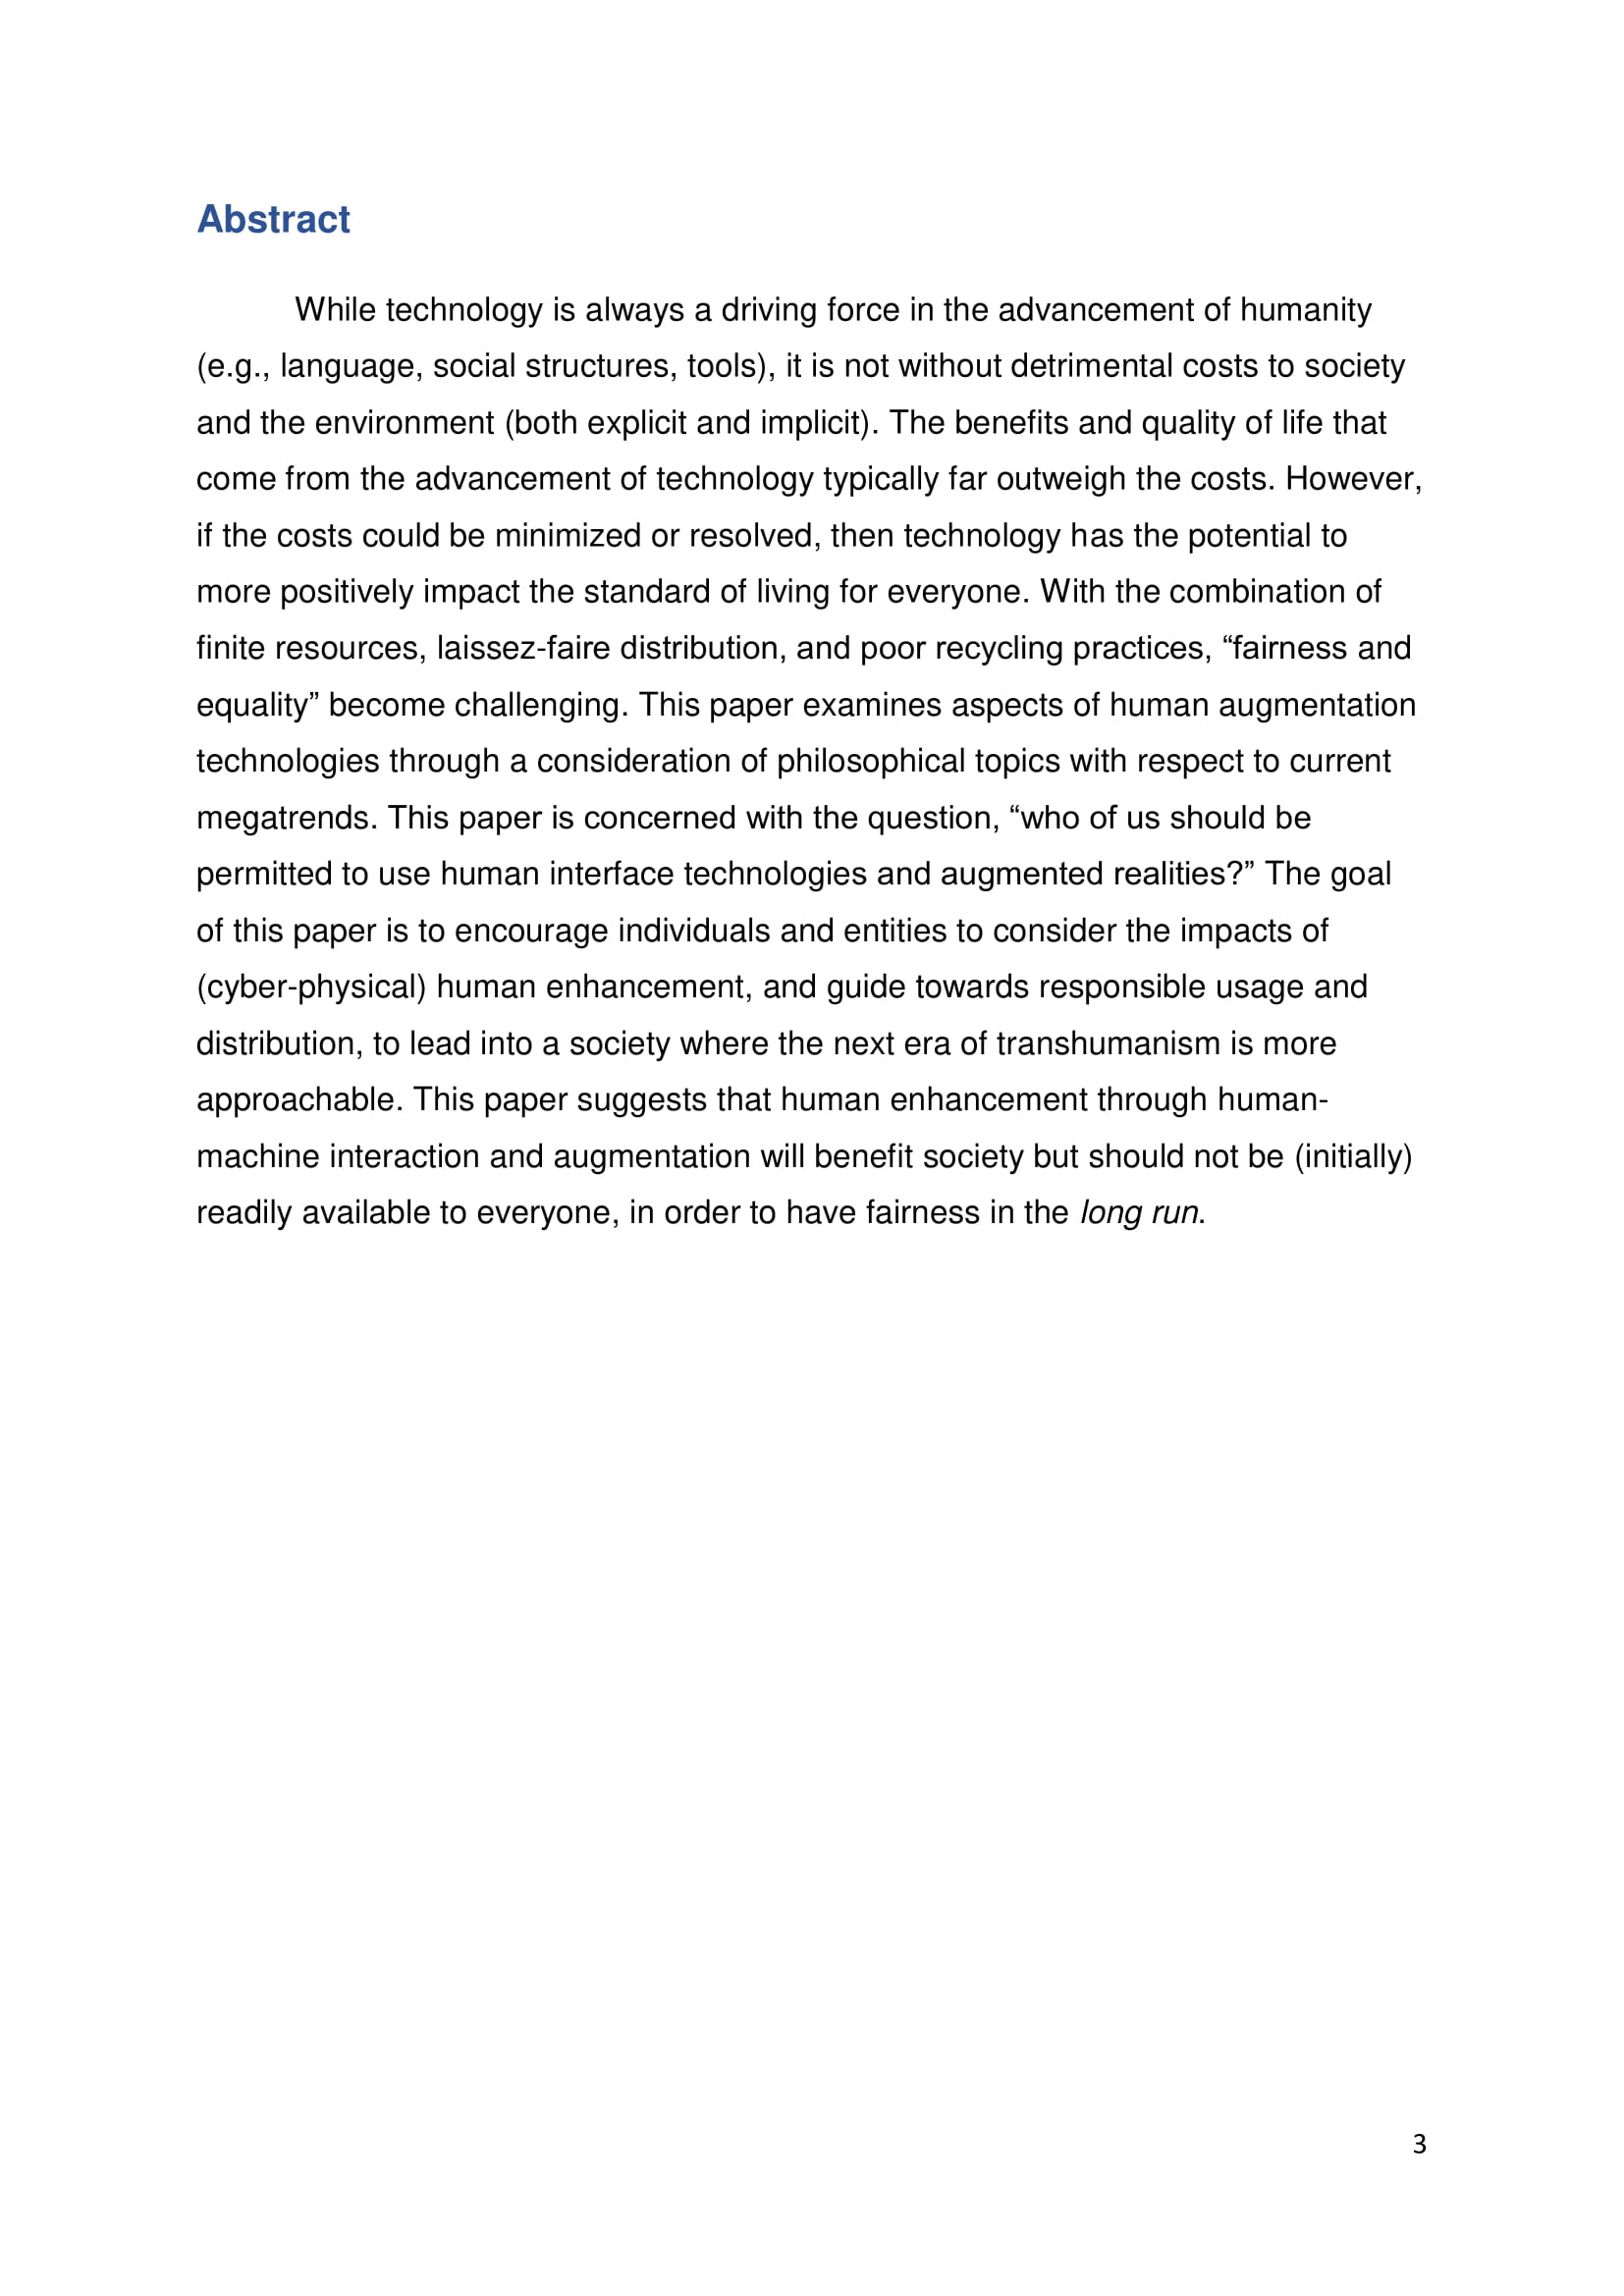 Abstract
While technology is always a driving force in the advancement of humanity
(e.g., language, social structures, tools), it is not without detrimental costs to society
and the environment (both explicit and implicit). The benefits and quality of life that
come from the advancement of technology typically far outweigh the costs. However,
if the costs could be minimized or resolved, then technology has the potential to
more positively impact the standard of living for everyone. With the combination of
finite resources, laissez-faire distribution, and poor recycling practices, “fairness and
equality” become challenging. This paper examines aspects of human augmentation
technologies through a consideration of philosophical topics with respect to current
megatrends. This paper is concerned with the question, “who of us should be
permitted to use human interface technologies and augmented realities?” The goal
of this paper is to encourage individuals and entities to consider the impacts of
(cyber-physical) human enhancement, and guide towards responsible usage and
distribution, to lead into a society where the next era of transhumanism is more
approachable. This paper suggests that human enhancement through human-
machine interaction and augmentation will benefit society but should not be (initially)
readily available to everyone, in order to have fairness in the long run.
3